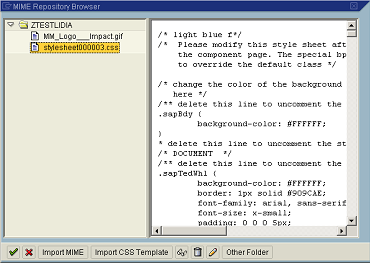 MIME Repository Browser
ZTESTLIDIA
MM_Logo___Impact.gif
stylesheet000003.css
/* light blue f*/
/*  Please modify this style sheet aft
the component page. The special bp
to override the default class */
/* change the color of the background
here */
/** delete this line to uncomment the
.sapBdy {
background-color: #FFFFFF;
}
* delete this line to uncomment the st
/* DOCUMENT  */
/** delete this line to uncomment the
.sapTedWhl {
background-color: #FFFFFF;
border: 1px solid #909CAE;
font-family: arial, sans-serif
font-size: x-small;
padding: 0 0 0 5px;
Import MIME
Import CSS Template
Other Folder